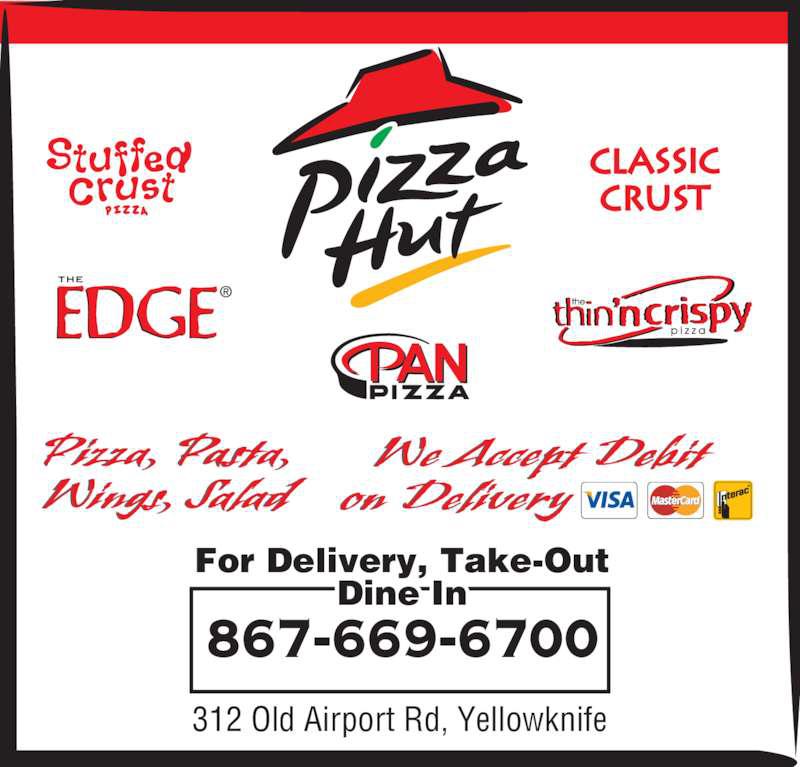 Pizza
Hut
Stuffed
Crust
PIZZA
CLASSIC
CRUST
THE
EDGE®
the thin'ncrispy
pizza
PAN
PIZZA
Pizza, Pasta,
Wings, Salad
We Accept Debit
on Delivery VISA MasterCard Interac
For Delivery, Take-Out
Dine-In
867-669-6700
312 Old Airport Rd, Yellowknife